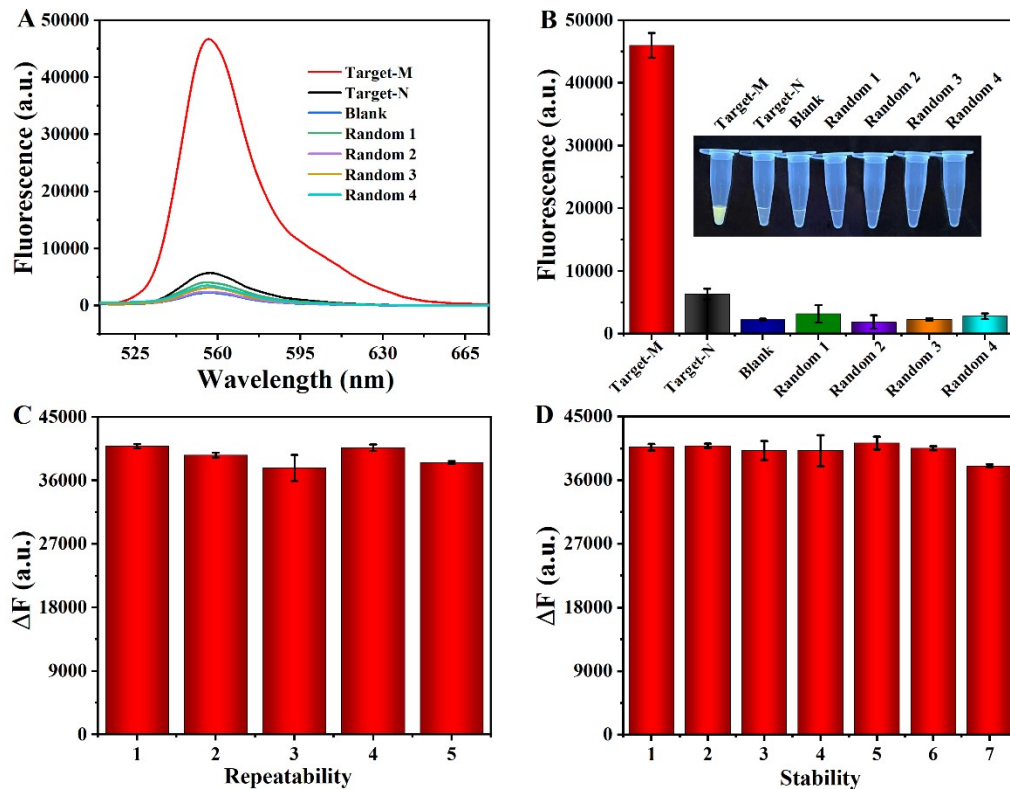 A
50000
40000
30000
20000
10000
0
Fluorescence (a.u.)
Target-M
Target-N
Blank
Random 1
Random 2
Random 3
Random 4
525
560
595
630
665
Wavelength (nm)
B
50000
40000
30000
20000
10000
0
Fluorescence (a.u.)
Target-M
Target-N
Blank
Random 1
Random 2
Random 3
Random 4
Target-M
Target-N
Blank
Random 1
Random 2
Random 3
Random 4
C
45000
36000
27000
18000
9000
0
ΔF (a.u.)
1
2
3
4
5
Repeatability
D
45000
36000
27000
18000
9000
0
ΔF (a.u.)
1
2
3
4
5
6
7
Stability